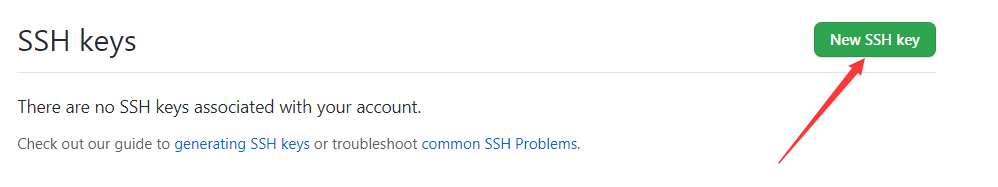 SSH keys
New SSH key
There are no SSH keys associated with your account.
Check out our guide to generating SSH keys or troubleshoot common SSH Problems.